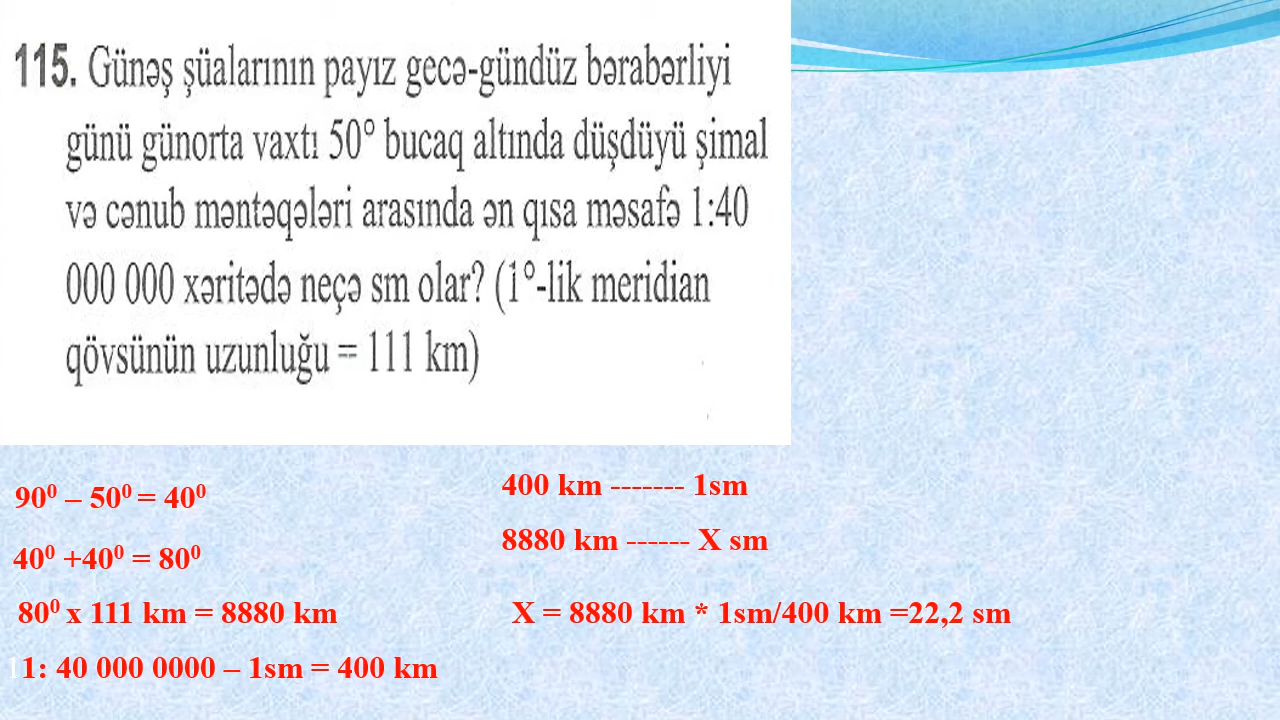 115. Günəş şüalarının payız gecə-gündüz bərabərliyi
günü günorta vaxtı 50° bucaq altında düşdüyü şimal
və cənub məntəqələri arasında ən qısa məsafə 1:40
000 000 xəritədə neçə sm olar? (1°-lik meridian
qövsünün uzunluğu = 111 km)
90⁰ – 50⁰ = 40⁰
40⁰ +40⁰ = 80⁰
80⁰ x 111 km = 8880 km
1: 40 000 0000 – 1sm = 400 km
400 km ------- 1sm
8880 km ------ X sm
X = 8880 km * 1sm/400 km =22,2 sm